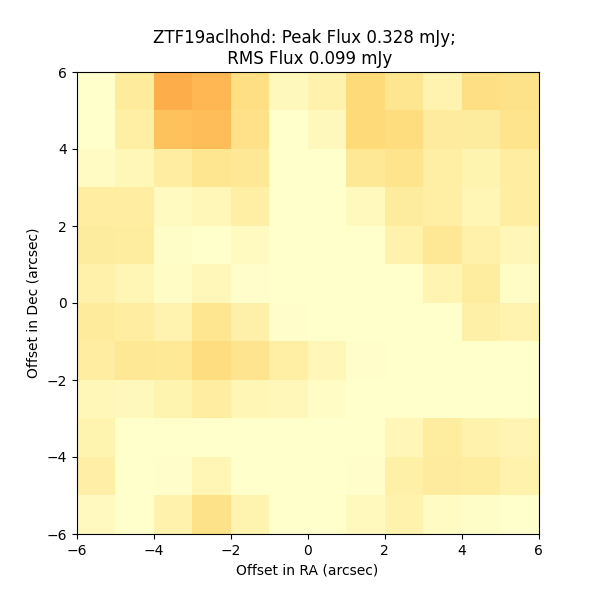 ZTF19aclhohd: Peak Flux 0.328 mJy;
RMS Flux 0.099 mJy
6
4
2
0
−2
−4
−6
Offset in Dec (arcsec)
−6 −4 −2 0 2 4 6
Offset in RA (arcsec)